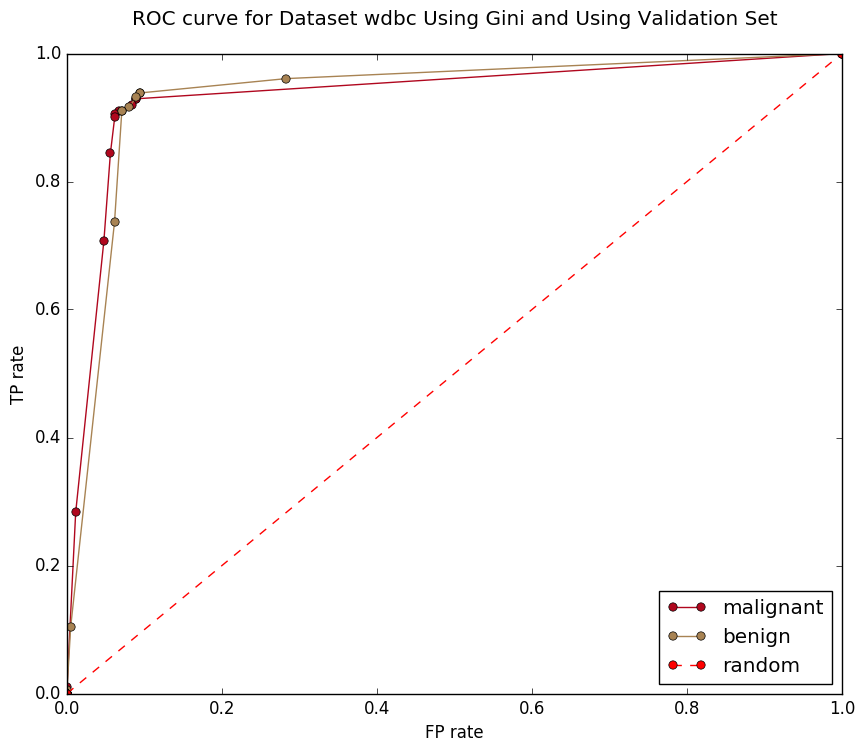 ROC curve for Dataset wdbc Using Gini and Using Validation Set
1.0
0.8
0.6
0.4
0.2
0.0
TP rate
malignant
benign
random
0.0 0.2 0.4 0.6 0.8 1.0
FP rate